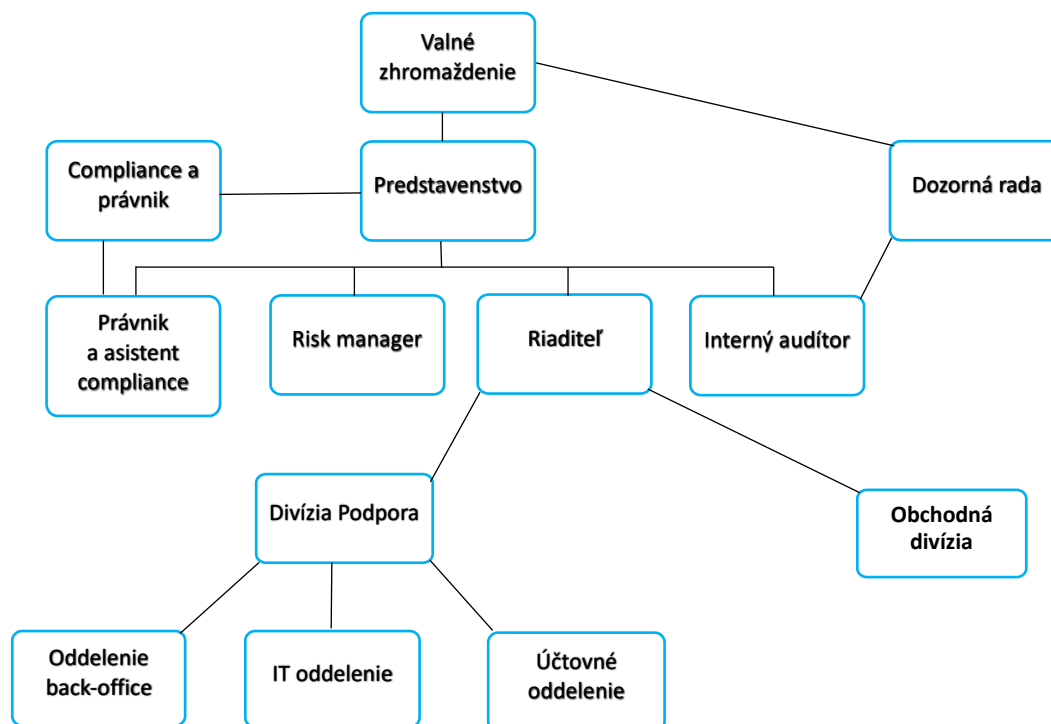 Valné
zhromaždenie
Compliance a
právnik
Predstavenstvo
Dozorná rada
Právnik
a asistent
compliance
Risk manager
Riaditeľ
Interný audítor
Divízia Podpora
Obchodná
divízia
Oddelenie
back-office
IT oddelenie
Účtovné
oddelenie